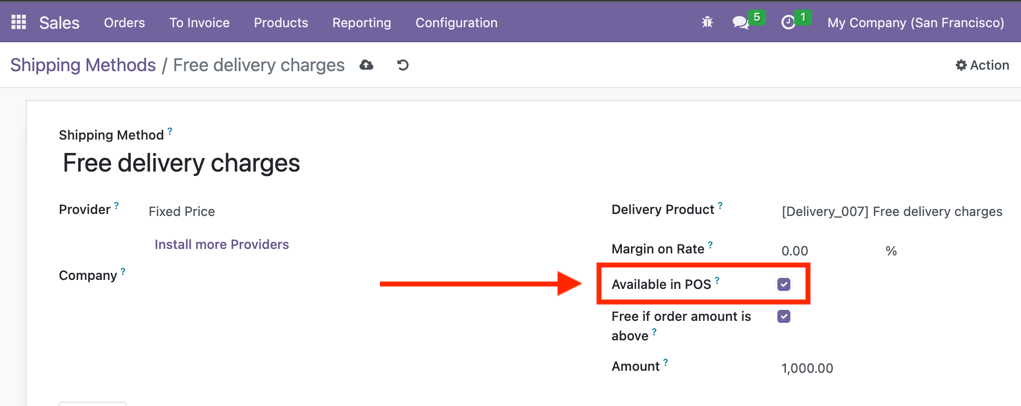 Sales Orders To Invoice Products Reporting Configuration 5 1 My Company (San Francisco)
Shipping Methods / Free delivery charges Action
Shipping Method ?
Free delivery charges
Provider ? Fixed Price Delivery Product ? [Delivery_007] Free delivery charges
Install more Providers Margin on Rate ? 0.00 %
Company ? Available in POS ?
Free if order amount is
above ?
Amount ? 1,000.00